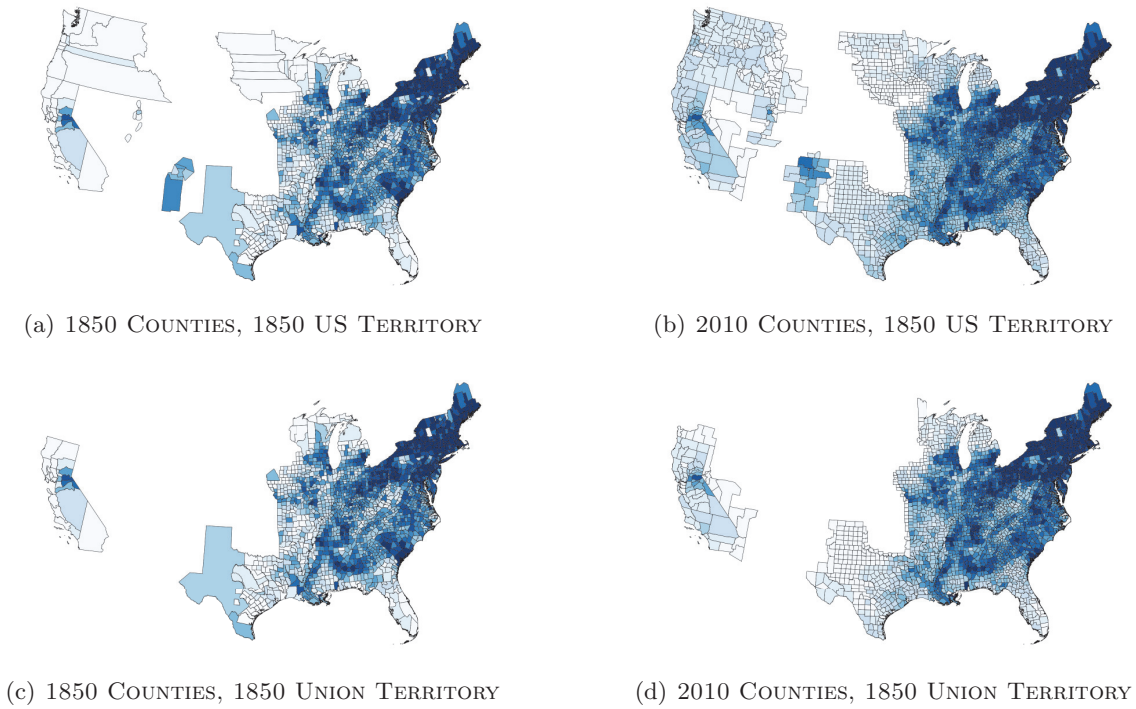 (a) 1850 Counties, 1850 US Territory
(b) 2010 Counties, 1850 US Territory
(c) 1850 Counties, 1850 Union Territory
(d) 2010 Counties, 1850 Union Territory